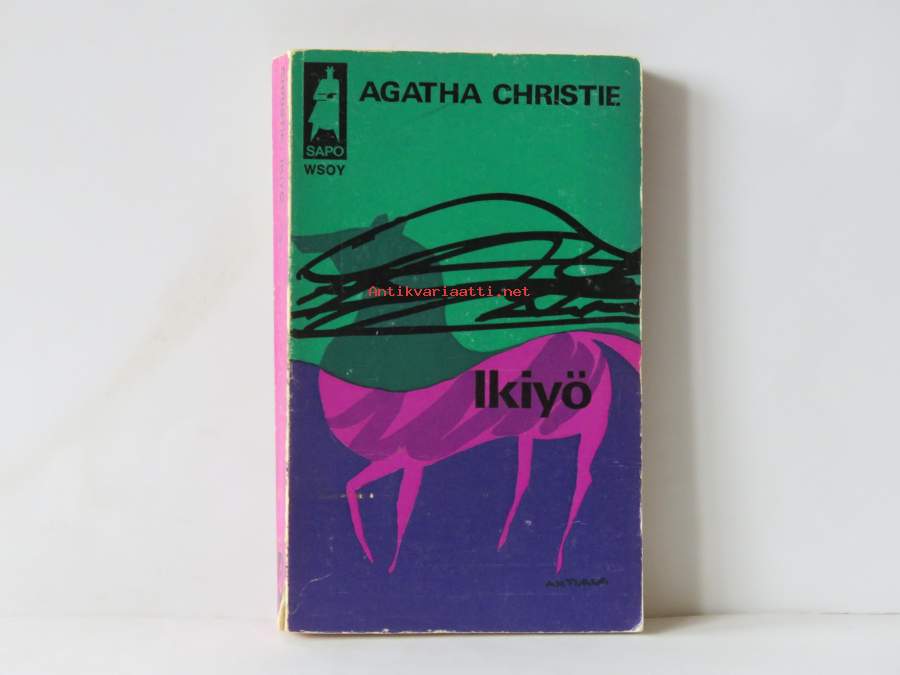 AGATHA CHRISTIE
SAPO
WSOY
Antikvariaatti.net
Ikiyö